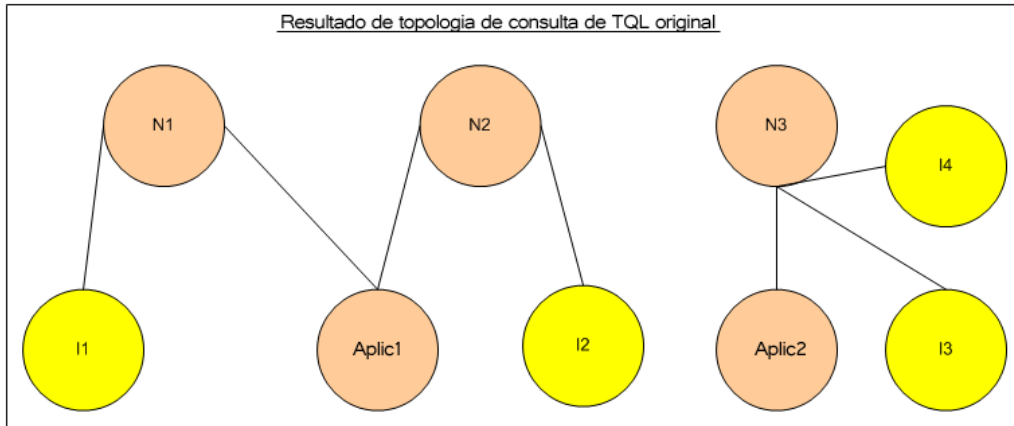 Resultado de topologia de consulta de TQL original
N1
N2
N3
I4
I1
Aplic1
I2
Aplic2
I3